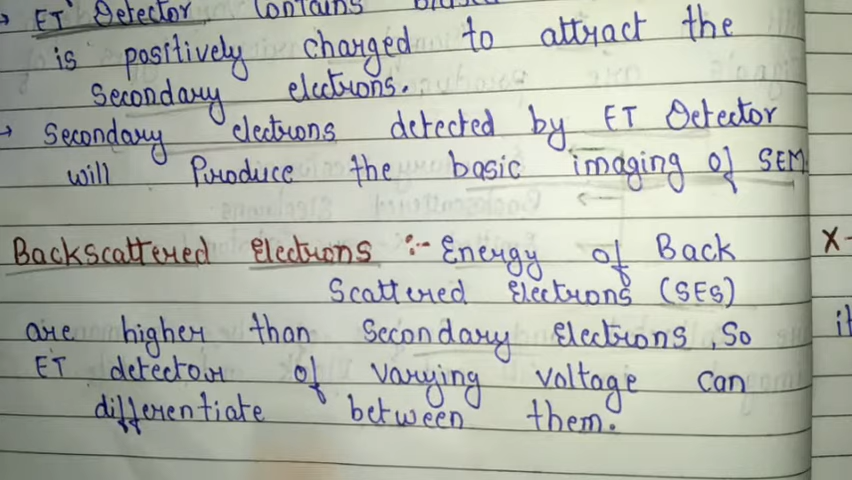 → ET Detector contains
is positively charged to attract the
Secondary electrons.
→ Secondary electrons detected by ET Detector
will Produce the basic imaging of SEM
Backscattered Electrons :- Energy of Back
Scattered Electrons (SES)
are higher than Secondary Electrons So
ET detector of varying voltage can
differentiate between them.
X-